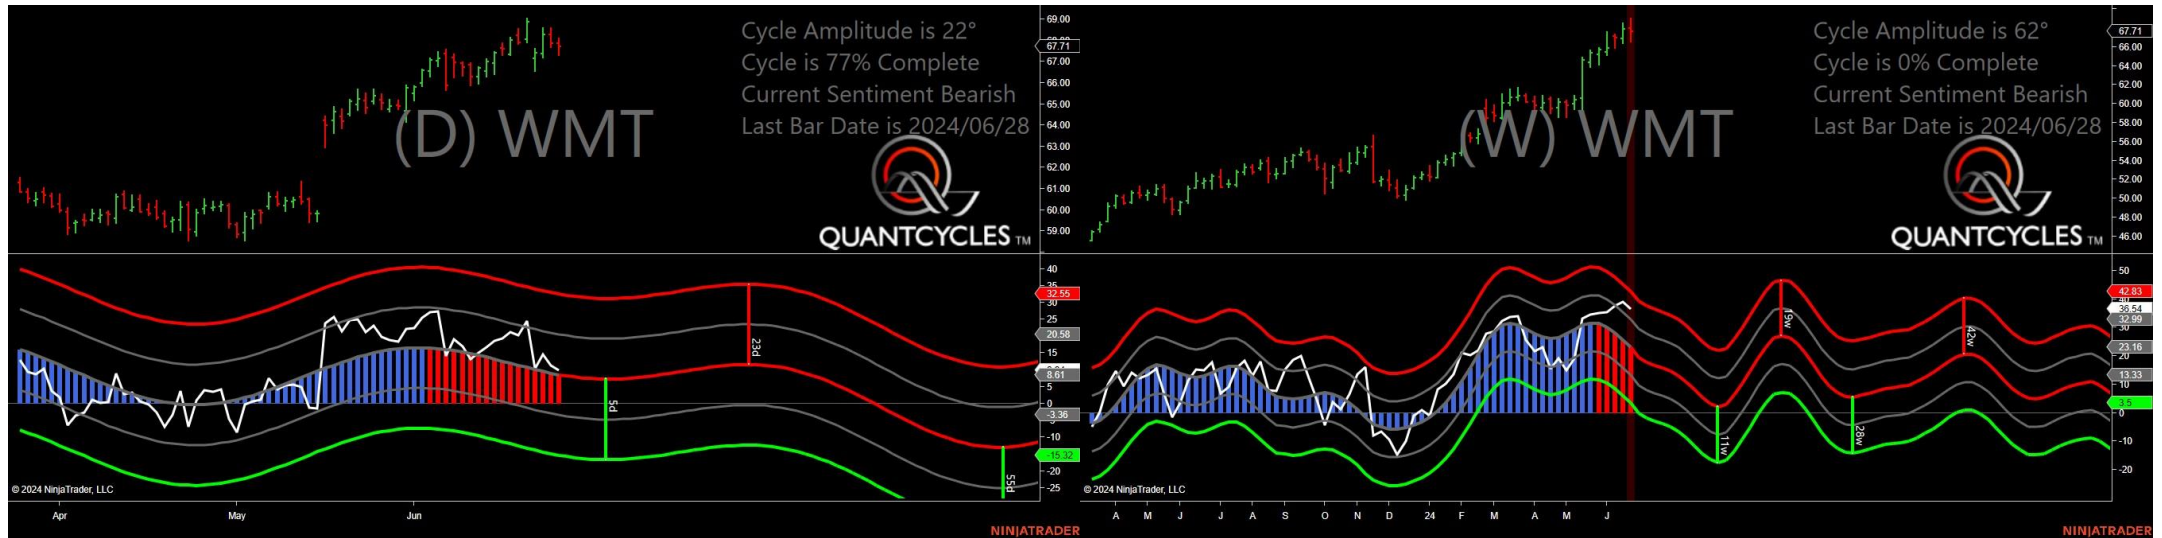 Cycle Amplitude is 22°
Cycle is 77% Complete
Current Sentiment Bearish
Last Bar Date is 2024/06/28
(D) WMT
QUANTCYCLES TM
69.00
67.71
67.00
66.00
65.00
64.00
63.00
62.00
61.00
60.00
59.00
40
32.55
30
25
20.58
15
8.61
5
0
-3.36
-10
-15.32
-20
-25
5d
23d
55d
© 2024 NinjaTrader, LLC
Apr
May
Jun
NINJATRADER
Cycle Amplitude is 62°
Cycle is 0% Complete
Current Sentiment Bearish
Last Bar Date is 2024/06/28
(W) WMT
QUANTCYCLES TM
67.71
66.00
64.00
62.00
60.00
58.00
56.00
54.00
52.00
50.00
48.00
46.00
50
42.83
36.54
32.99
30
23.16
20
13.33
10
3.5
0
-10
-20
11w
19w
28w
42w
© 2024 NinjaTrader, LLC
A M J J A S O N D 24 F M A M J
NINJATRADER